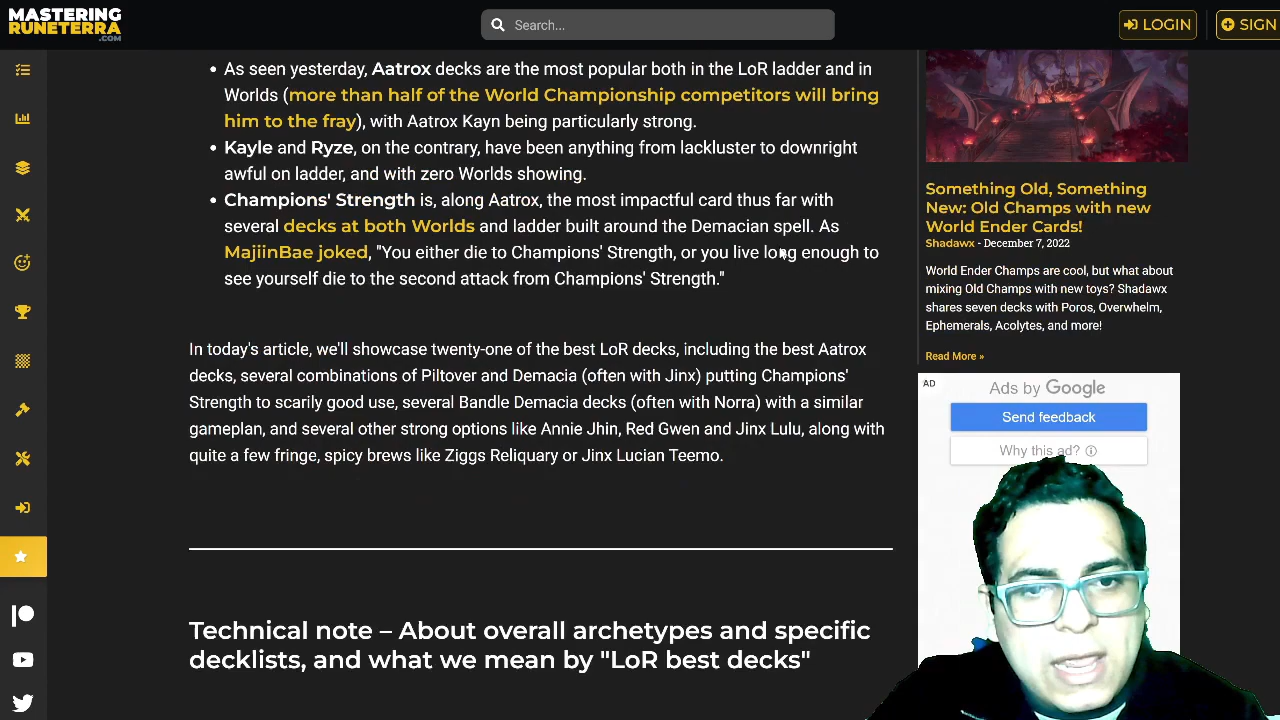 MASTERING
RUNETERRA
.COM
Search...
LOGIN
SIGN
As seen yesterday, Aatrox decks are the most popular both in the LoR ladder and in
Worlds (more than half of the World Championship competitors will bring
him to the fray), with Aatrox Kayn being particularly strong.
Kayle and Ryze, on the contrary, have been anything from lackluster to downright
awful on ladder, and with zero Worlds showing.
Champions' Strength is, along Aatrox, the most impactful card thus far with
several decks at both Worlds and ladder built around the Demacian spell. As
MajiinBae joked, "You either die to Champions' Strength, or you live long enough to
see yourself die to the second attack from Champions' Strength."
In today's article, we'll showcase twenty-one of the best LoR decks, including the best Aatrox
decks, several combinations of Piltover and Demacia (often with Jinx) putting Champions'
Strength to scarily good use, several Bandle Demacia decks (often with Norra) with a similar
gameplan, and several other strong options like Annie Jhin, Red Gwen and Jinx Lulu, along with
quite a few fringe, spicy brews like Ziggs Reliquary or Jinx Lucian Teemo.
Technical note – About overall archetypes and specific
decklists, and what we mean by "LoR best decks"
Something Old, Something
New: Old Champs with new
World Ender Cards!
Shadawx - December 7, 2022
World Ender Champs are cool, but what about
mixing Old Champs with new toys? Shadawx
shares seven decks with Poros, Overwhelm,
Ephemerals, Acolytes, and more!
Read More »
AD
Ads by Google
Send feedback
Why this ad?